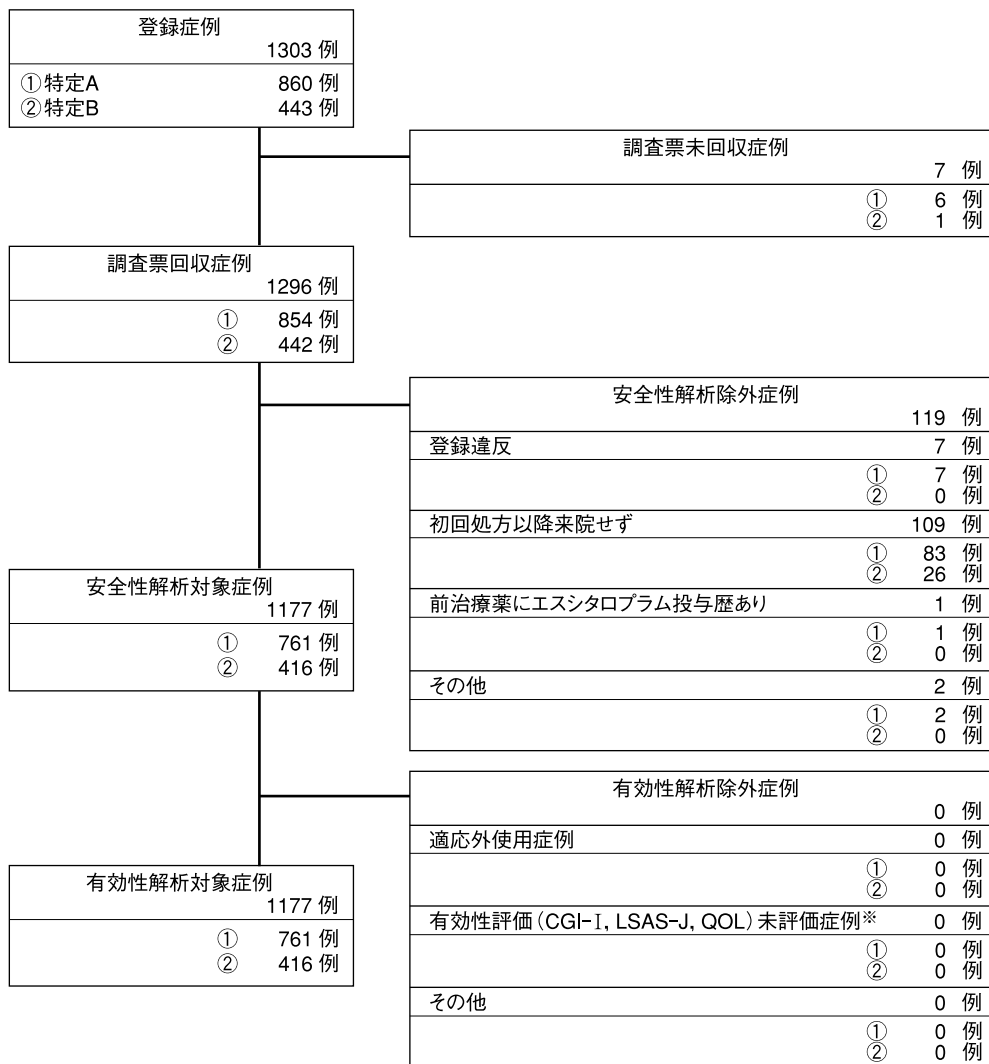 登録症例
1303 例
①特定A 860 例
②特定B 443 例
調査票未回収症例
7 例
① 6 例
② 1 例
調査票回収症例
1296 例
① 854 例
② 442 例
安全性解析除外症例
119 例
登録違反 7 例
① 7 例
② 0 例
初回処方以降来院せず 109 例
① 83 例
② 26 例
前治療薬にエスシタロプラム投与歴あり 1 例
① 1 例
② 0 例
その他 2 例
① 2 例
② 0 例
安全性解析対象症例
1177 例
① 761 例
② 416 例
有効性解析除外症例
0 例
適応外使用症例 0 例
① 0 例
② 0 例
有効性評価(CGI-I, LSAS-J, QOL)未評価症例※ 0 例
① 0 例
② 0 例
その他 0 例
① 0 例
② 0 例
有効性解析対象症例
1177 例
① 761 例
② 416 例